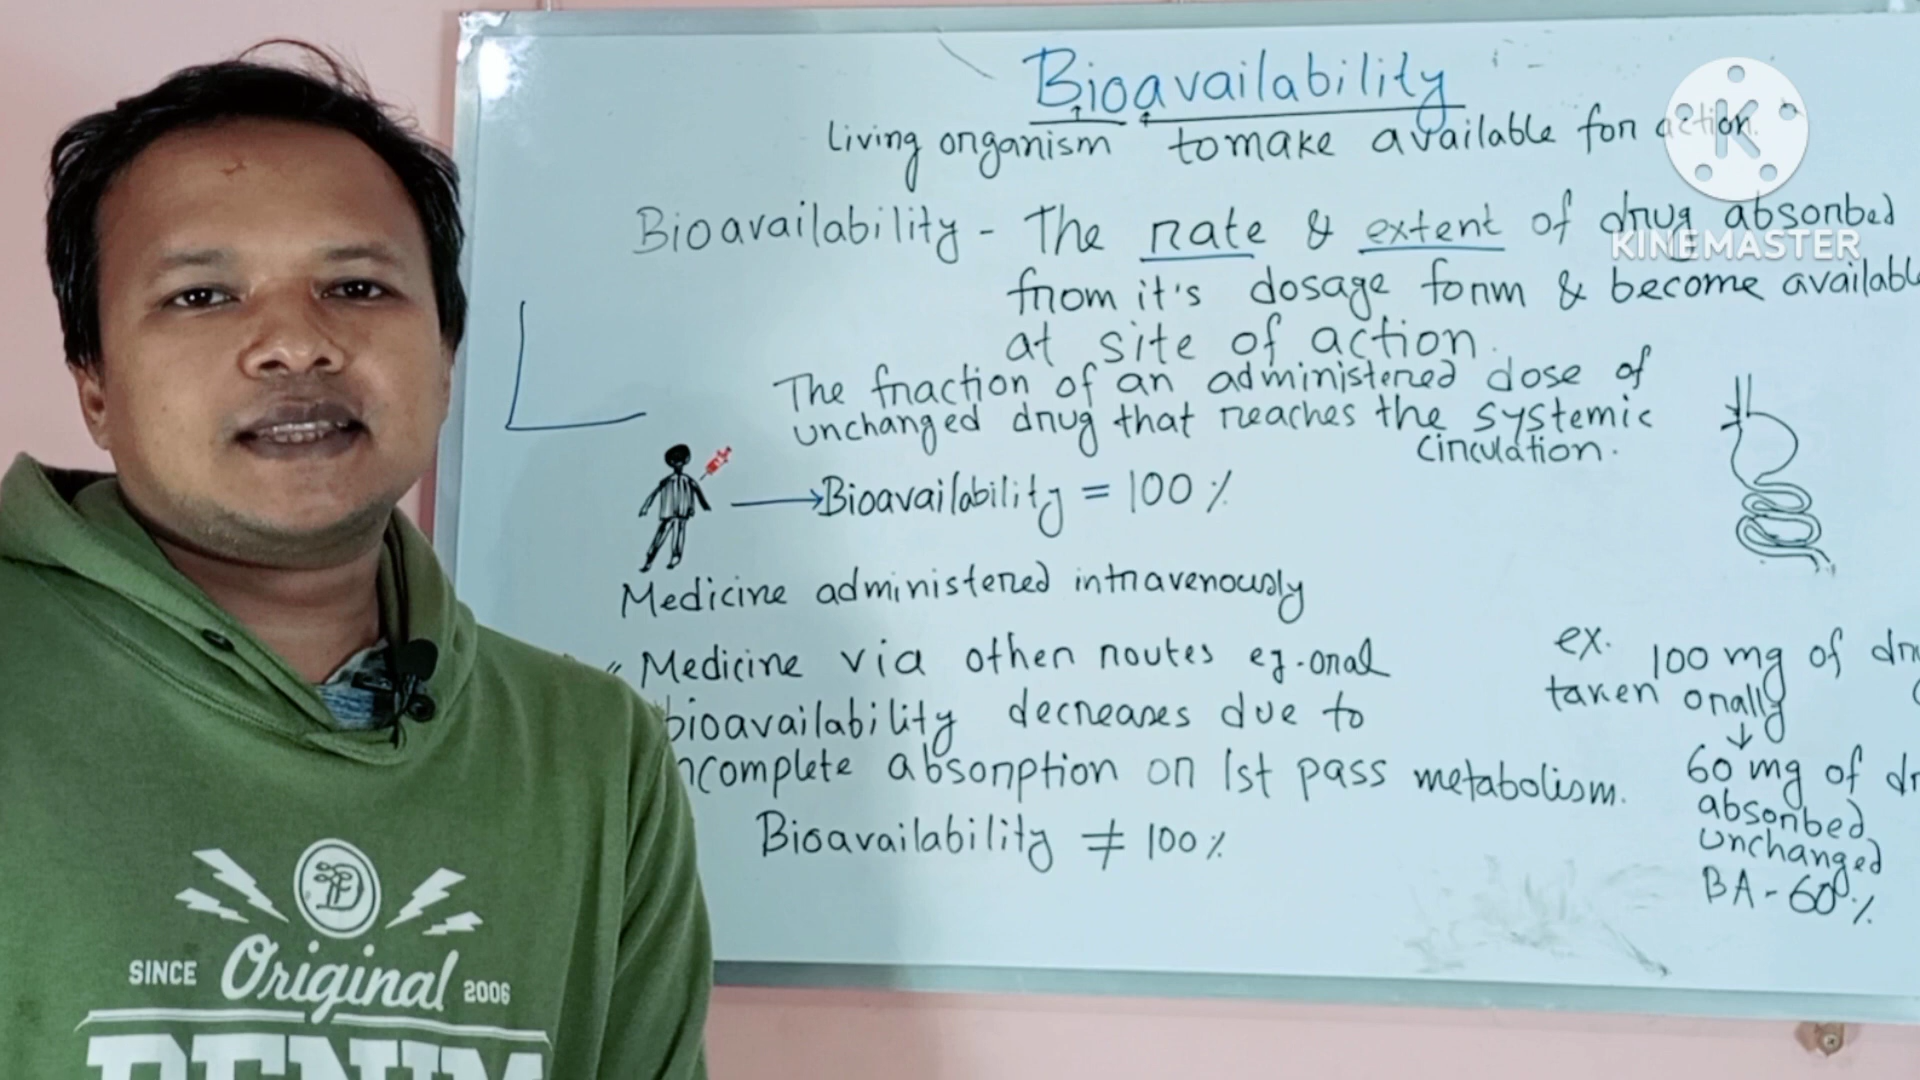 Bioavailability
living organism to make available for action.
Bioavailability - The rate & extent of drug absorbed
from it's dosage form & become available
at site of action.
The fraction of an administered dose of
unchanged drug that reaches the systemic
circulation.
Bioavailability = 100 %
Medicine administered intravenously
Medicine via other routes eg. oral
bioavailability decreases due to
ncomplete absorption or 1st pass metabolism.
Bioavailability ≠ 100 %
ex. 100 mg of
taken orally
↓
60 mg of
absorbed
unchanged
BA - 60 %
K
KINEMASTER
SINCE Original 2006
DENIM